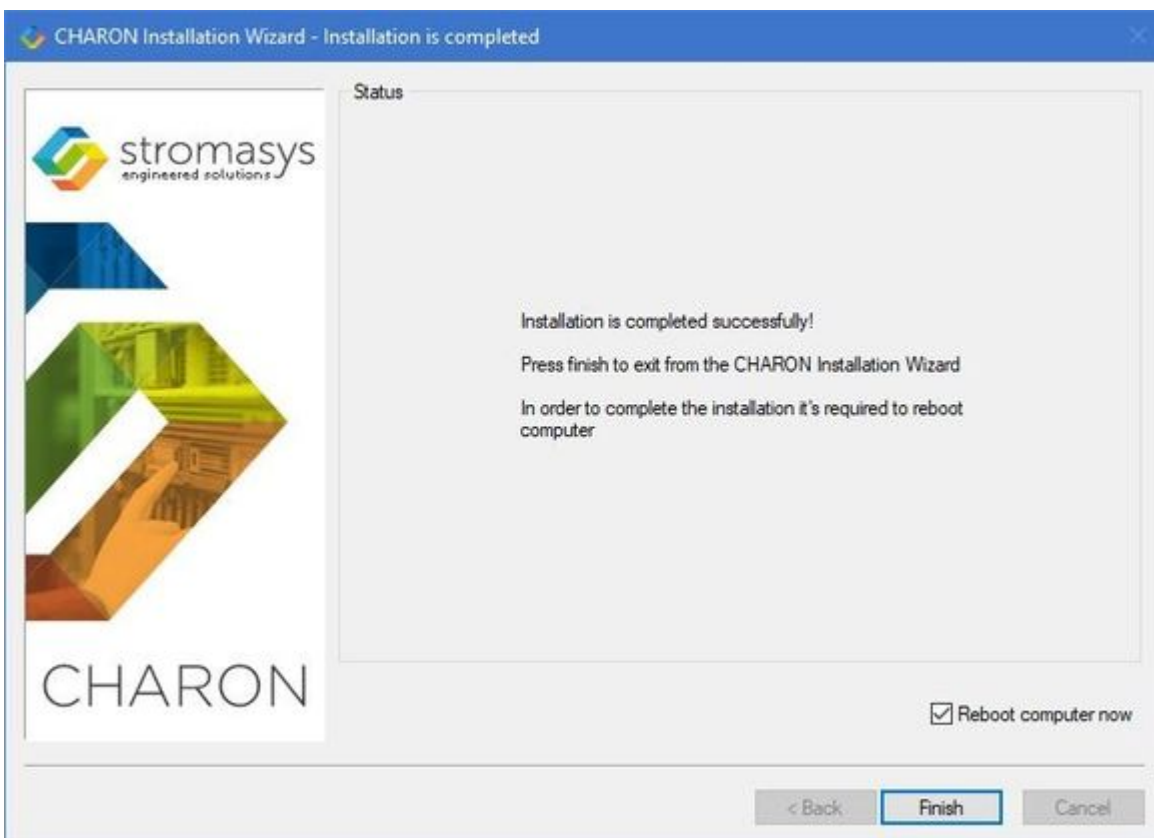 CHARON Installation Wizard - Installation is completed
Status
stromasys
engineered solutions
Installation is completed successfully!
Press finish to exit from the CHARON Installation Wizard
In order to complete the installation it's required to reboot
computer
CHARON
Reboot computer now
< Back
Finish
Cancel